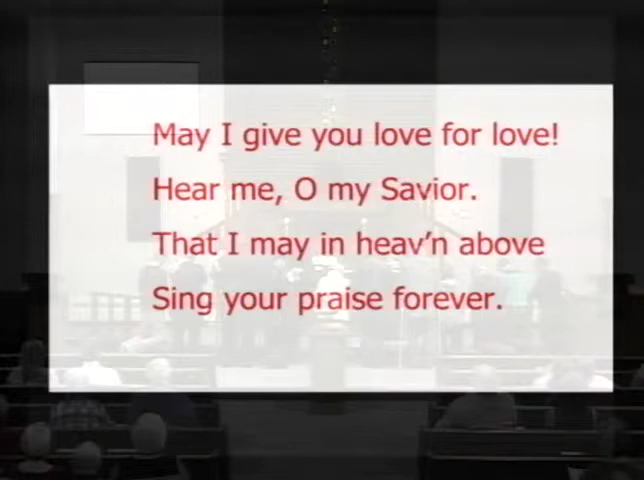 May I give you love for love!
Hear me, O my Savior.
That I may in heav'n above
Sing your praise forever.